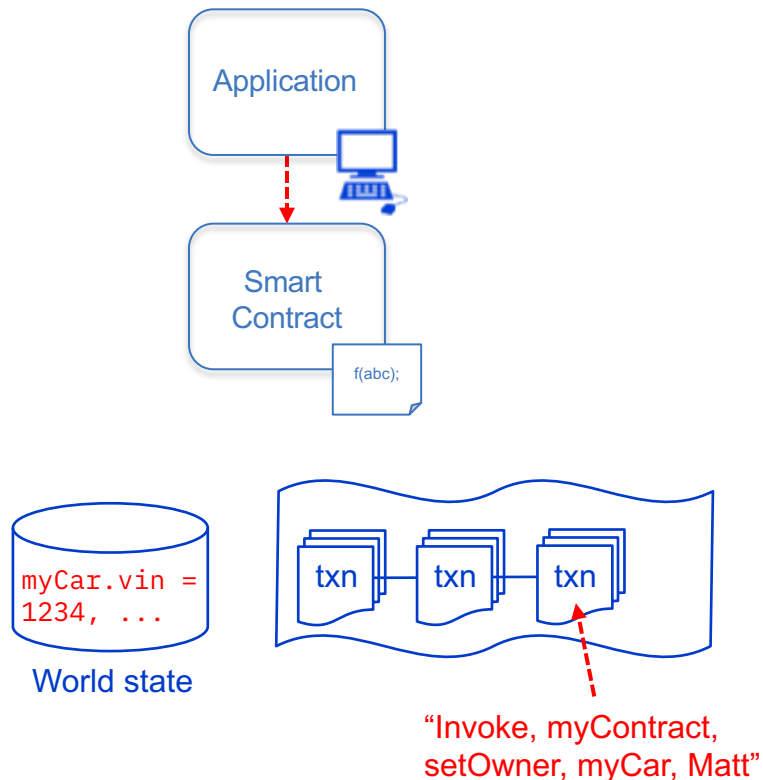 Application
Smart
Contract
f(abc);
myCar.vin =
1234, ...
World state
txn
txn
txn
“Invoke, myContract,
setOwner, myCar, Matt”